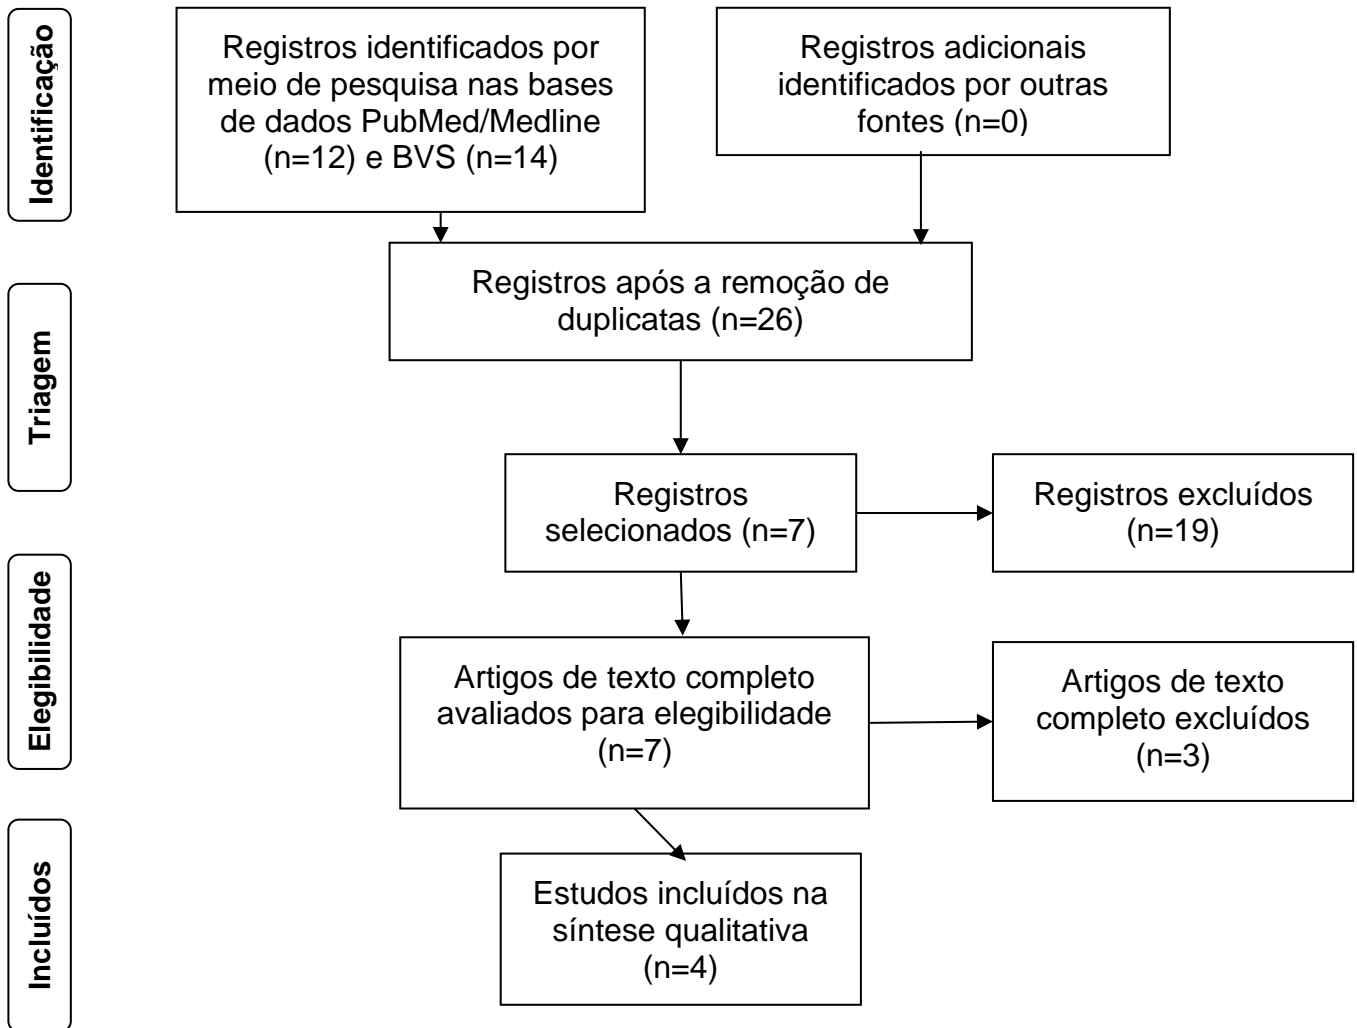 Identificação
Registros identificados por
meio de pesquisa nas bases
de dados PubMed/Medline
(n=12) e BVS (n=14)
Registros adicionais
identificados por outras
fontes (n=0)
Triagem
Registros após a remoção de
duplicatas (n=26)
Registros
selecionados (n=7)
Registros excluídos
(n=19)
Elegibilidade
Artigos de texto completo
avaliados para elegibilidade
(n=7)
Artigos de texto
completo excluídos
(n=3)
Incluídos
Estudos incluídos na
síntese qualitativa
(n=4)